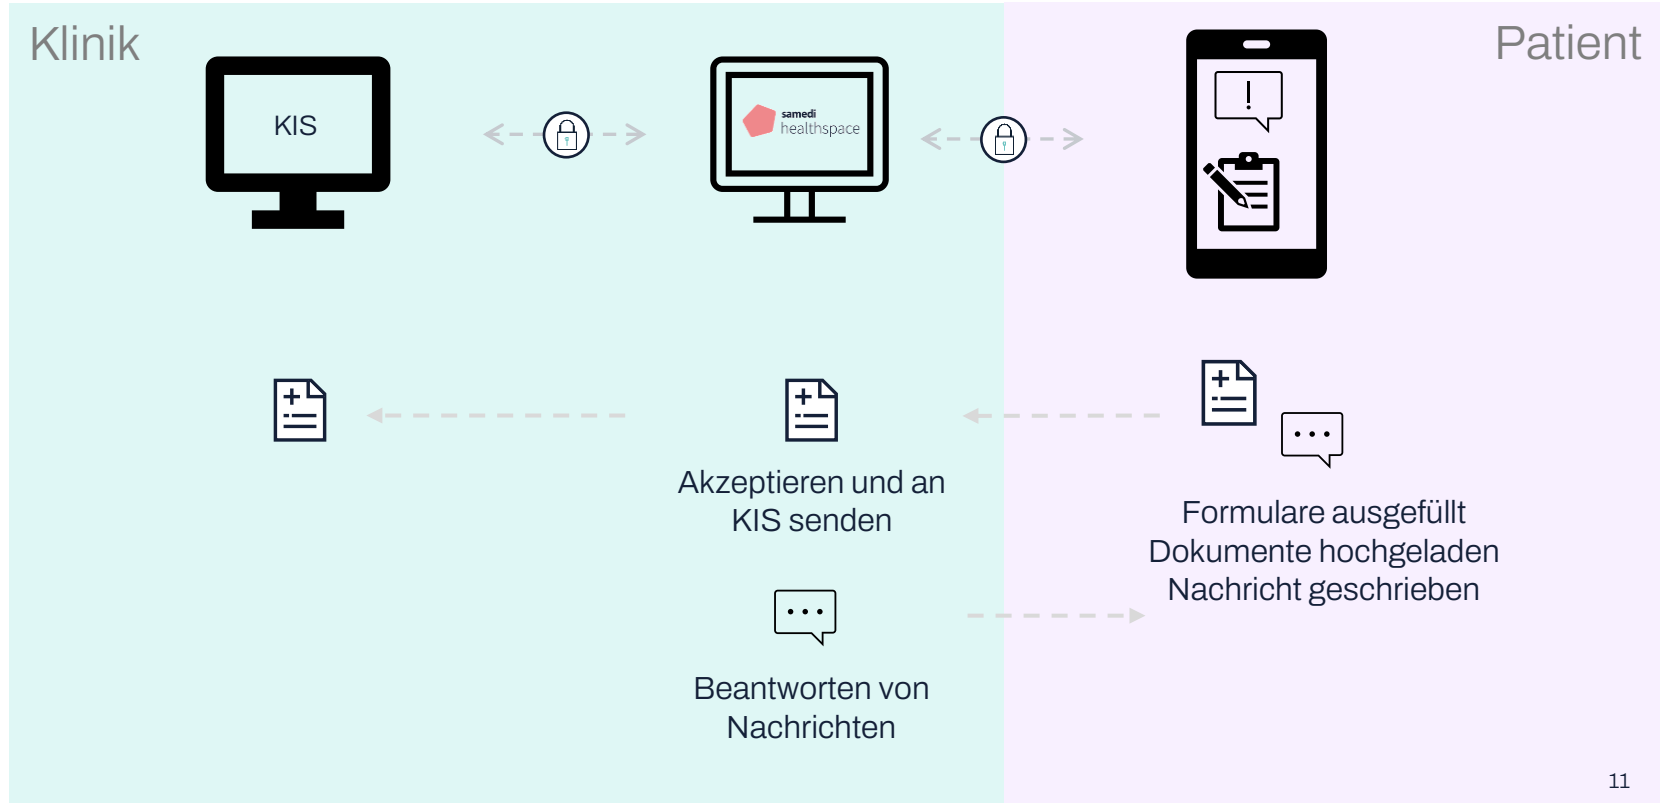 Klinik
Patient
KIS
samedi
healthspace
Akzeptieren und an
KIS senden
Formulare ausgefüllt
Dokumente hochgeladen
Nachricht geschrieben
Beantworten von
Nachrichten
11